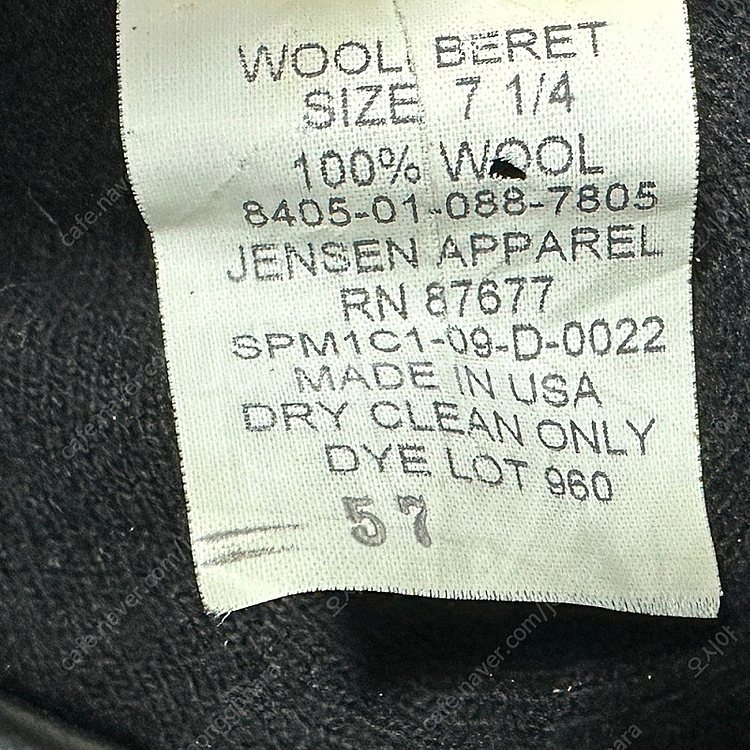 WOOL BERET
SIZE 7 1/4
100% WOOL
8405-01-088-7805
JENSEN APPAREL
RN 87677
SPM1C1-09-D-0022
MADE IN USA
DRY CLEAN ONLY
DYE LOT 960
57